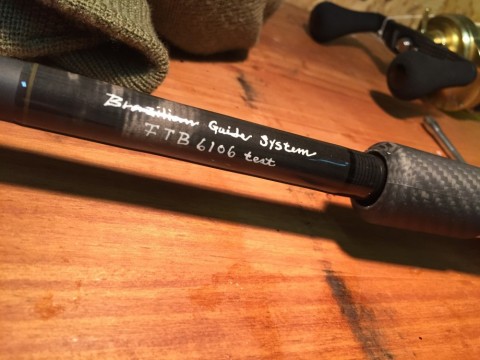 Brazilian Guide System
FTB 6106 test